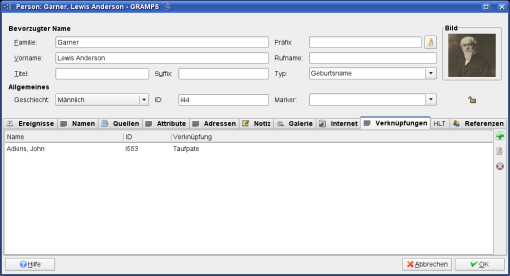 Person: Garner, Lewis Anderson - GRAMPS
Bevorzugter Name
Bild
Familie: Garner Präfix
Vorname: Lewis Anderson Rufname:
Titel: Suffix Typ: Geburtsname
Allgemeines
Geschlecht: Männlich ID: I44 Marker:
Ereignisse Namen Quellen Attribute Adressen Notiz Galerie Internet Verknüpfungen HLT Referenzen
Name ID Verknüpfung
Adkins, John I553 Taufpate
Hilfe Abbrechen OK